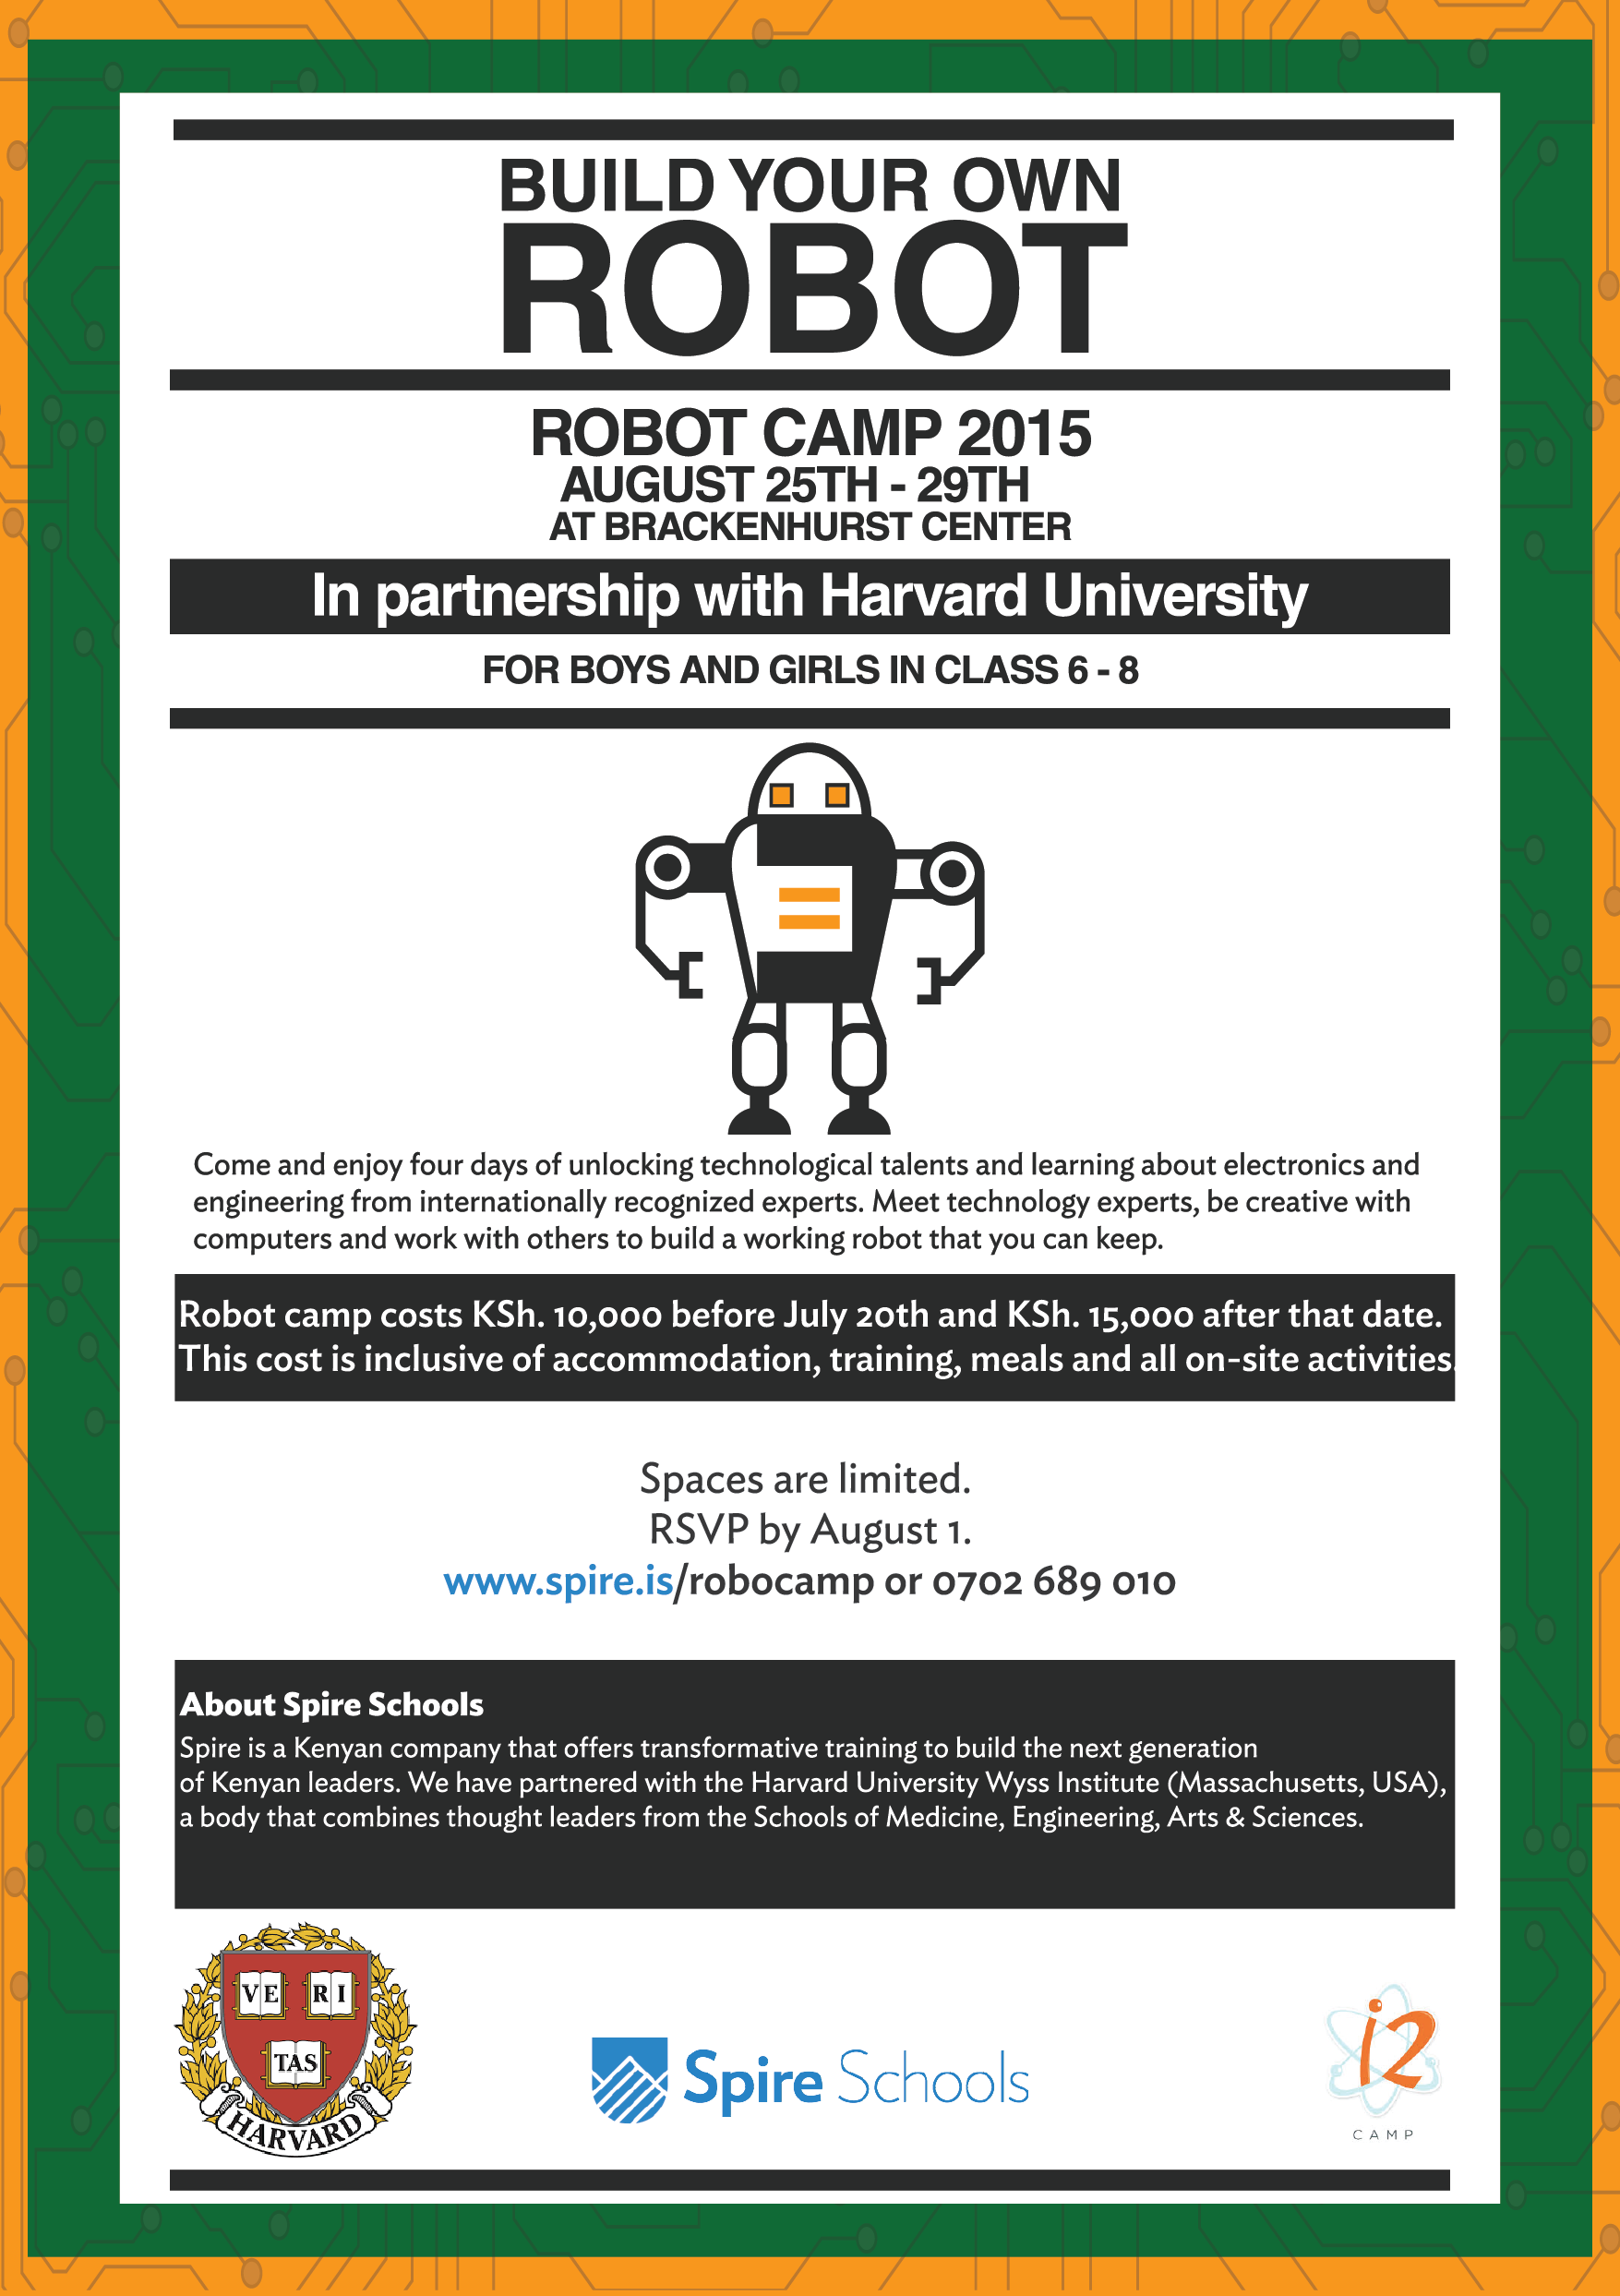 BUILD YOUR OWN
ROBOT
ROBOT CAMP 2015
AUGUST 25TH - 29TH
AT BRACKENHURST CENTER
In partnership with Harvard University
FOR BOYS AND GIRLS IN CLASS 6 - 8
Come and enjoy four days of unlocking technological talents and learning about electronics and
engineering from internationally recognized experts. Meet technology experts, be creative with
computers and work with others to build a working robot that you can keep.
Robot camp costs KSh. 10,000 before July 20th and KSh. 15,000 after that date.
This cost is inclusive of accommodation, training, meals and all on-site activities.
Spaces are limited.
RSVP by August 1.
www.spire.is/robocamp or 0702 689 010
About Spire Schools
Spire is a Kenyan company that offers transformative training to build the next generation
of Kenyan leaders. We have partnered with the Harvard University Wyss Institute (Massachusetts, USA),
a body that combines thought leaders from the Schools of Medicine, Engineering, Arts & Sciences.
VE RI
TAS
HARVARD
Spire Schools
i2
CAMP